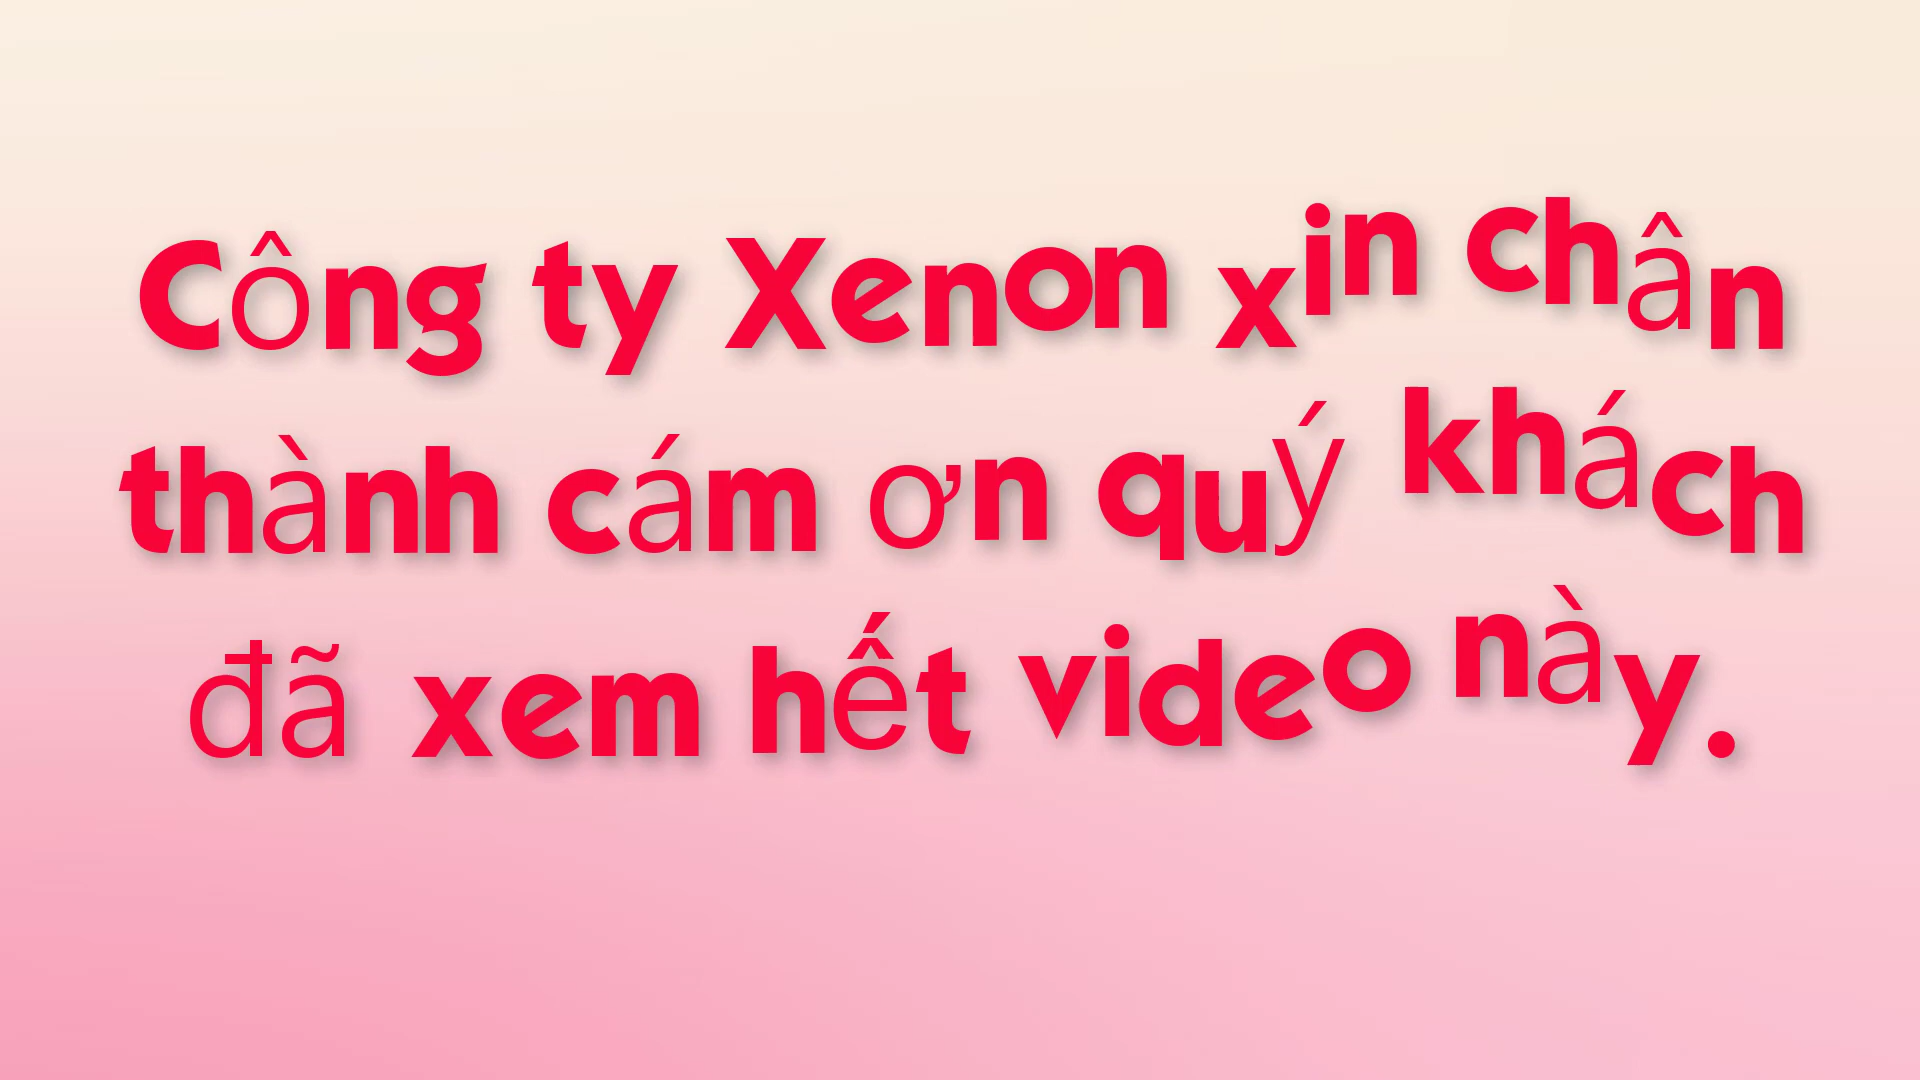 Công ty Xenon xin chân
thành cám ơn quý khách
đã xem hết video này.